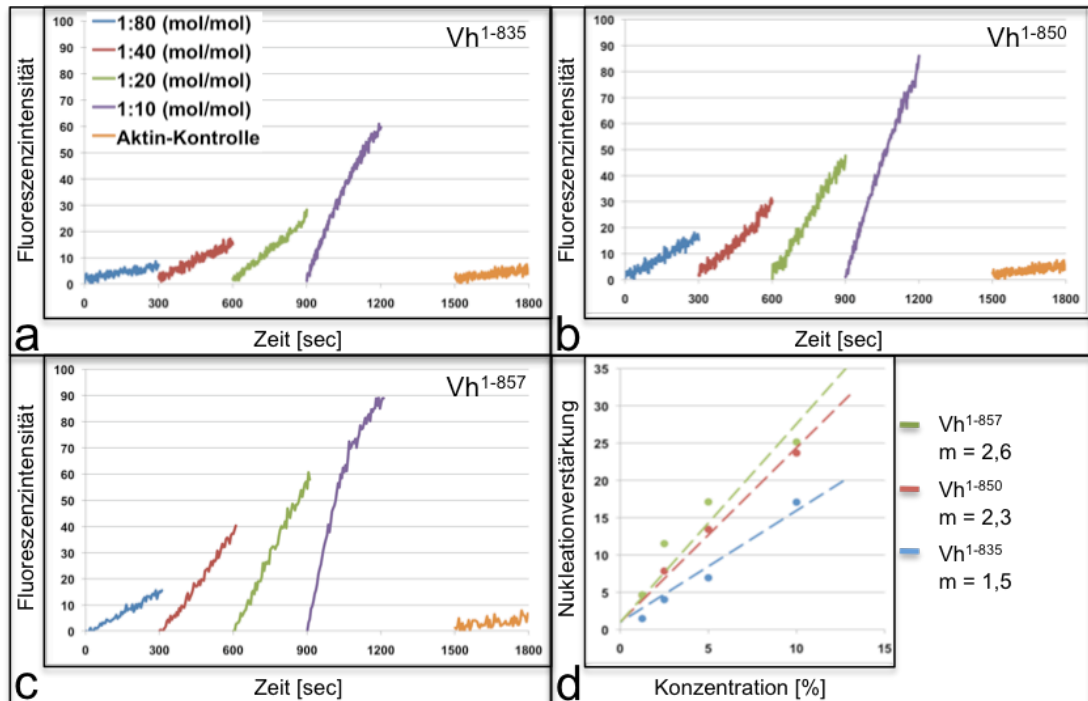 Fluoreszenzintensität
100
90
80
70
60
50
40
30
20
10
0
1:80 (mol/mol)
1:40 (mol/mol)
1:20 (mol/mol)
1:10 (mol/mol)
Aktin-Kontrolle
Vh1-835
0 300 600 900 1200 1500 1800
Zeit [sec]
a
Fluoreszenzintensität
100
90
80
70
60
50
40
30
20
10
0
Vh1-850
0 300 600 900 1200 1500 1800
Zeit [sec]
b
Fluoreszenzintensität
100
90
80
70
60
50
40
30
20
10
0
Vh1-857
0 300 600 900 1200 1500 1800
Zeit [sec]
c
Nukleationverstärkung
35
30
25
20
15
10
5
0
0 5 10 15
Konzentration [%]
d
Vh1-857
m = 2,6
Vh1-850
m = 2,3
Vh1-835
m = 1,5